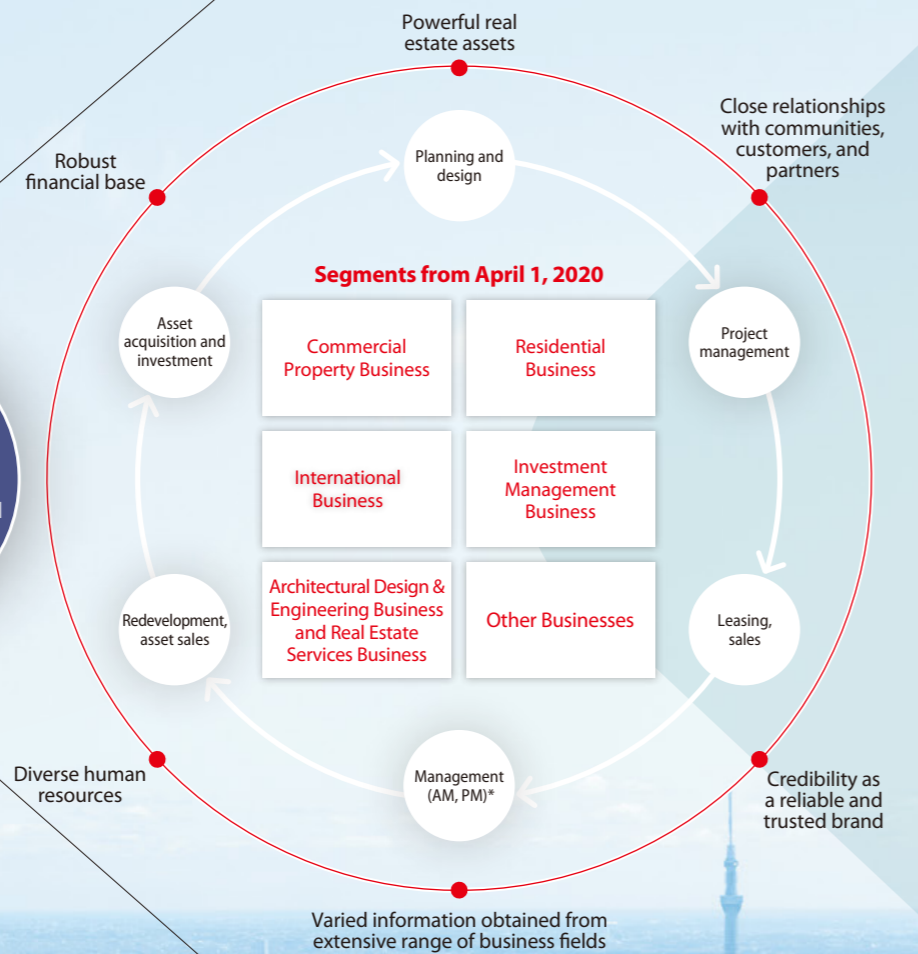 Powerful real
estate assets
Close relationships
with communities,
customers, and
partners
Robust
financial base
Planning and
design
Segments from April 1, 2020
Asset
acquisition and
investment
Commercial
Property Business
Residential
Business
Project
management
International
Business
Investment
Management
Business
Redevelopment,
asset sales
Architectural Design &
Engineering Business
and Real Estate
Services Business
Other Businesses
Leasing,
sales
Management
(AM, PM)*
Diverse human
resources
Credibility as
a reliable and
trusted brand
Varied information obtained from
extensive range of business fields